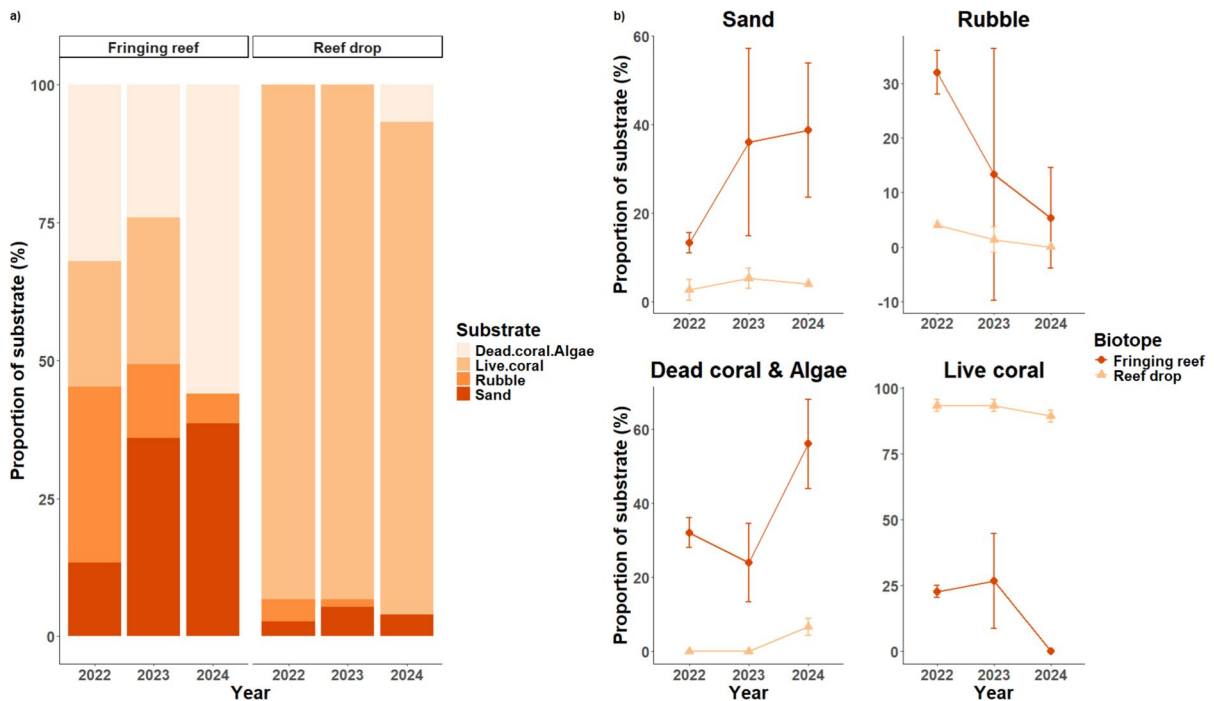 a)
Fringing reef
Reef drop
Proportion of substrate (%)
100
75
50
25
0
2022
2023
2024
2022
2023
2024
Year
Substrate
Dead.coral.Algae
Live.coral
Rubble
Sand
b)
Sand
Proportion of substrate (%)
60
40
20
0
2022
2023
2024
Rubble
30
20
10
0
-10
2022
2023
2024
Dead coral & Algae
Proportion of substrate (%)
60
40
20
0
2022
2023
2024
Year
Live coral
100
75
50
25
0
2022
2023
2024
Year
Biotope
Fringing reef
Reef drop